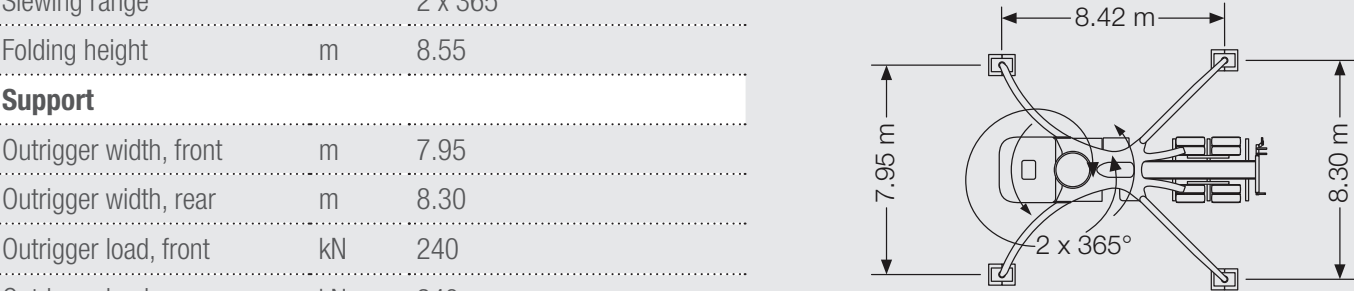 Slewing range 2 x 365°
Folding height m 8.55
Support
Outrigger width, front m 7.95
Outrigger width, rear m 8.30
Outrigger load, front kN 240
8.42 m
7.95 m
8.30 m
2 x 365°